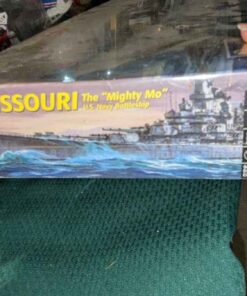 SSOURI The "Mighty Mo"
U.S. Navy Battleship